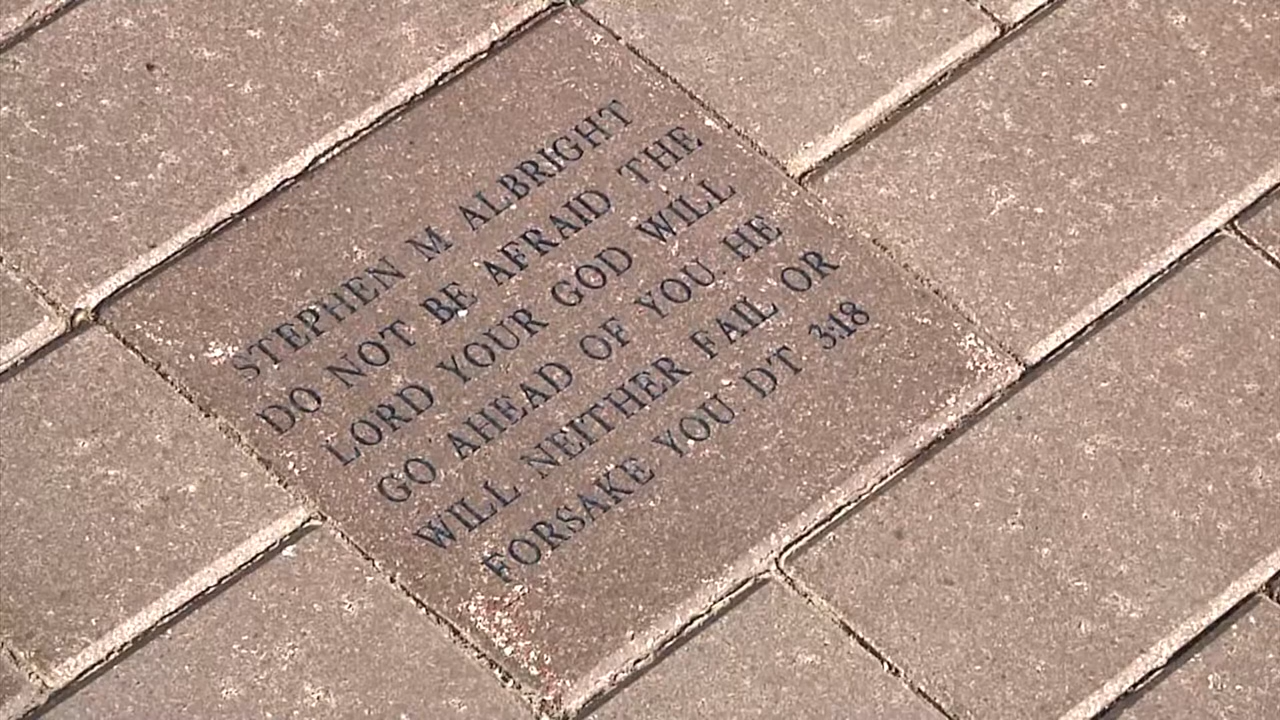 STEPHEN M ALBRIGHT
DO NOT BE AFRAID THE
LORD YOUR GOD WILL
GO AHEAD OF YOU HE
WILL NEITHER FAIL OR
FORSAKE YOU DT 3:18